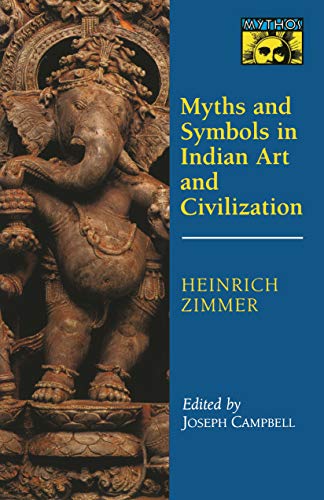 MYTHOS
Myths and
Symbols in
Indian Art
and
Civilization
HEINRICH
ZIMMER
Edited by
JOSEPH CAMPBELL